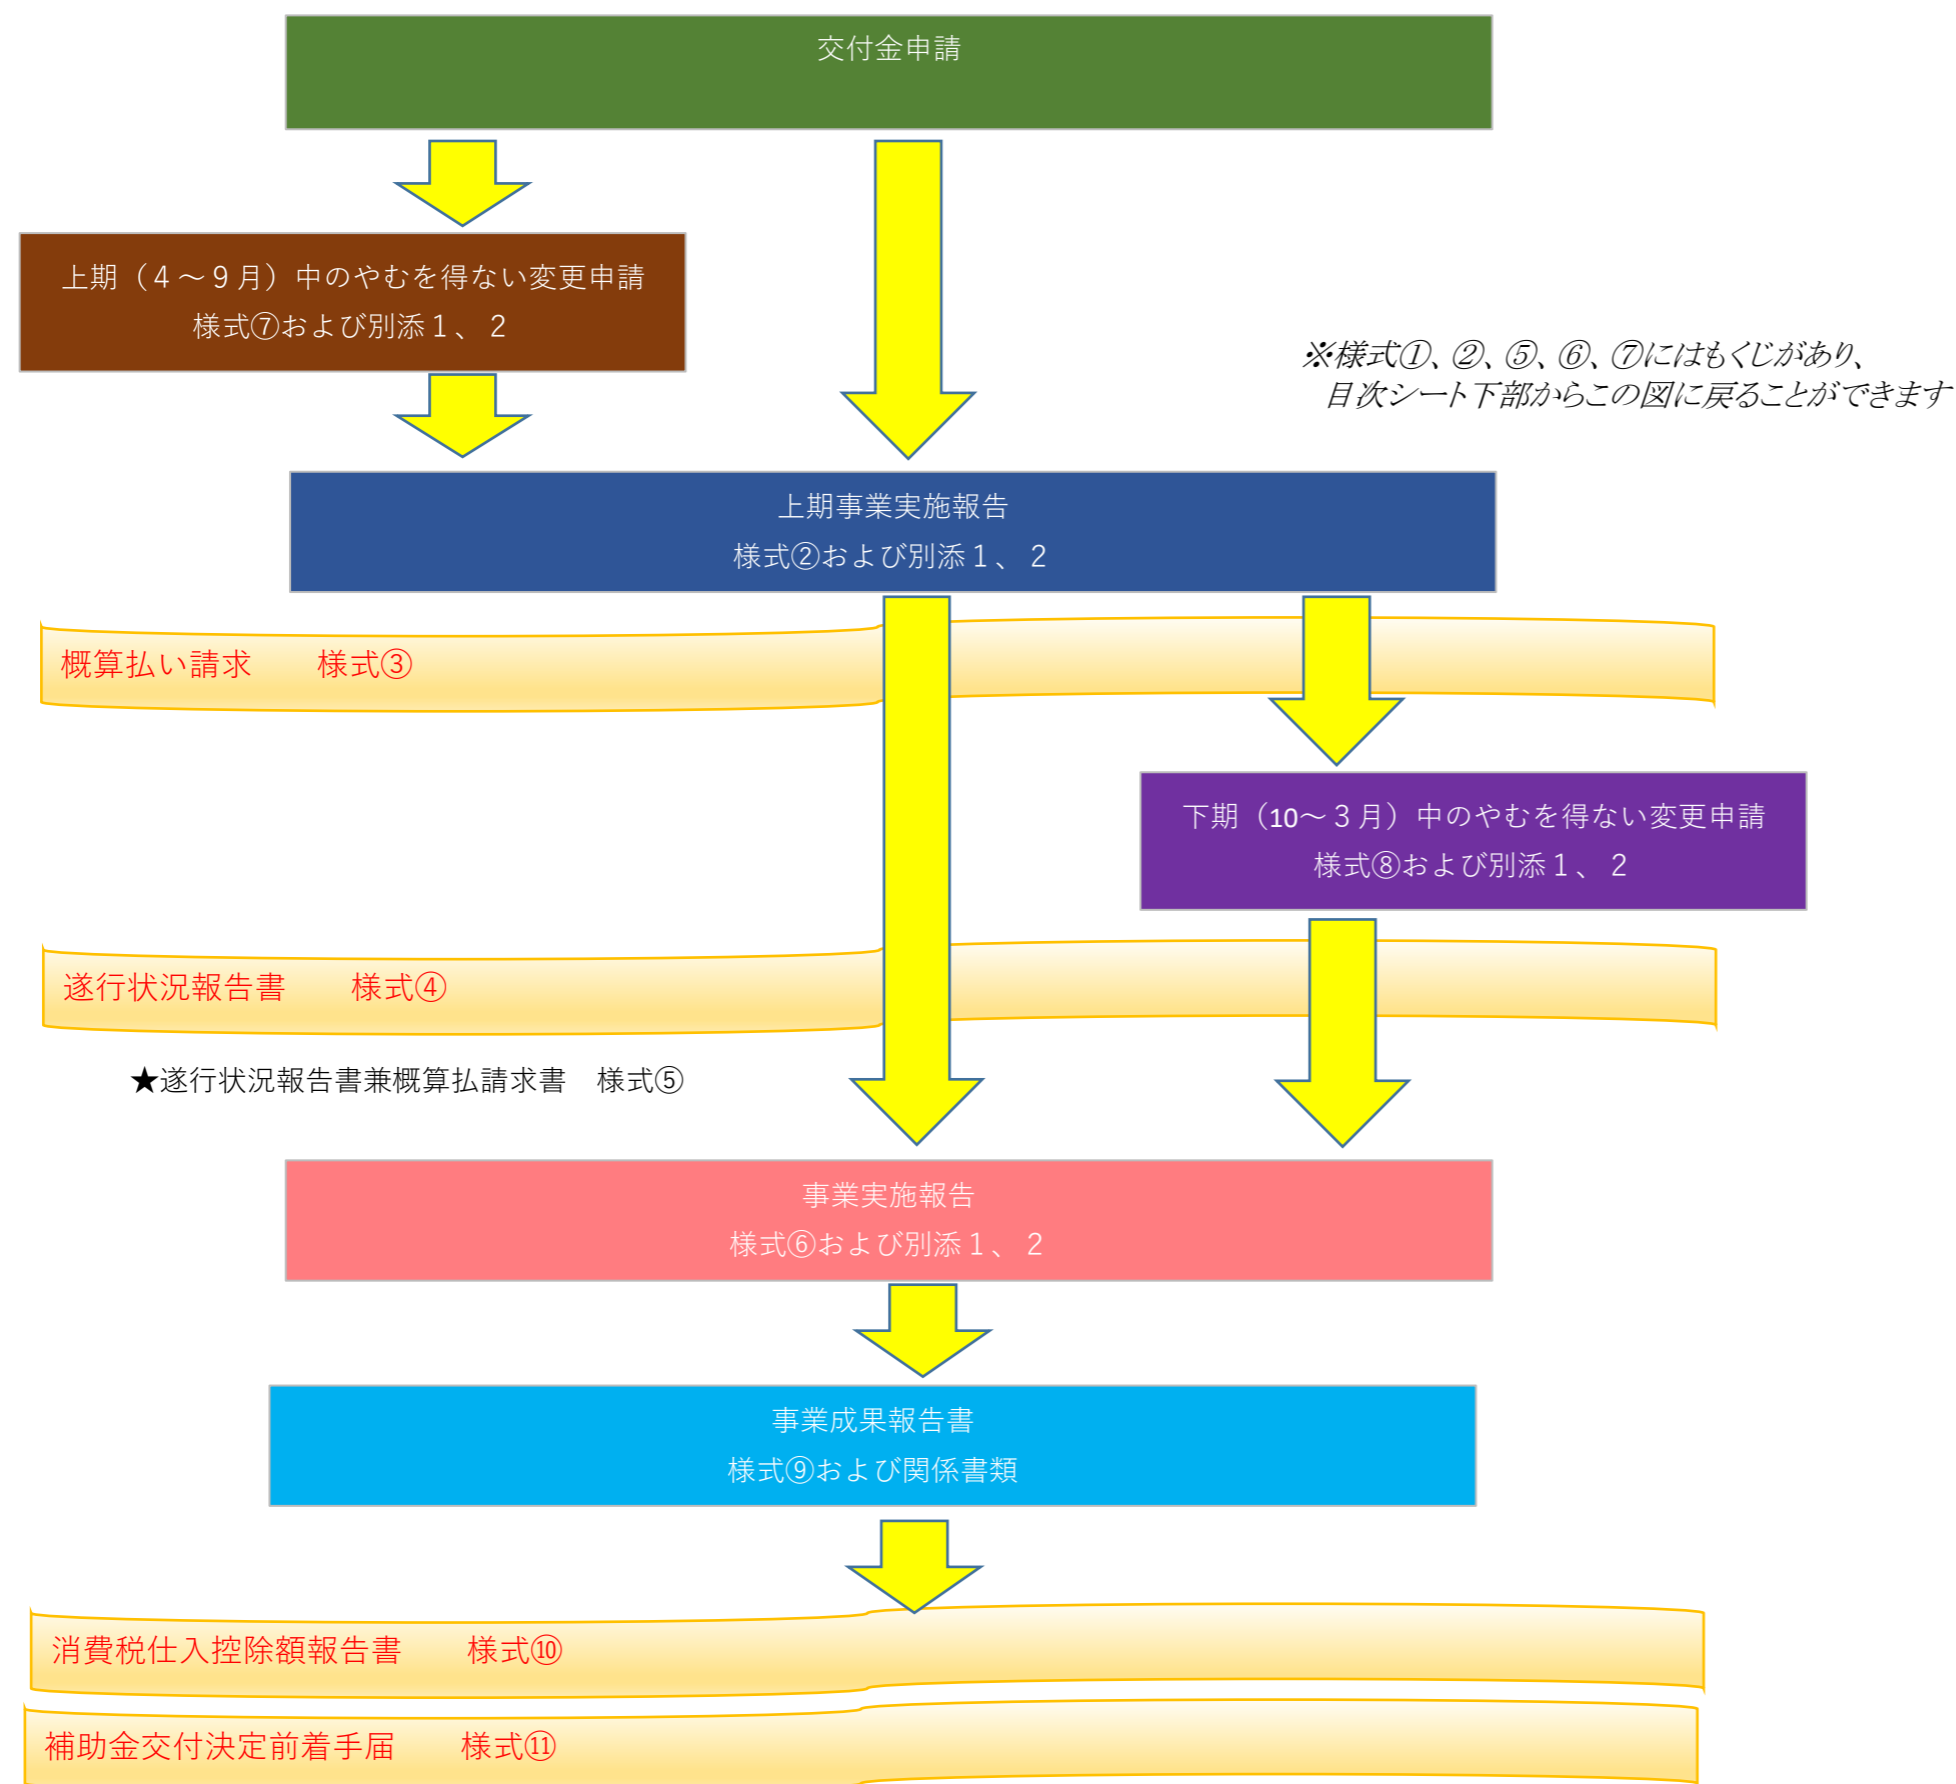 交付金申請
上期（４～９月）中のやむを得ない変更申請
様式⑦および別添１、２
※様式①、②、⑤、⑥、⑦にはもくじがあり、
目次シート下部からこの図に戻ることができます
上期事業実施報告
様式②および別添１、２
概算払い請求　　様式③
下期（10～３月）中のやむを得ない変更申請
様式⑧および別添１、２
遂行状況報告書　　様式④
★遂行状況報告書兼概算払請求書　様式⑤
事業実施報告
様式⑥および別添１、２
事業成果報告書
様式⑨および関係書類
消費税仕入控除額報告書　　様式⑩
補助金交付決定前着手届　　様式⑪